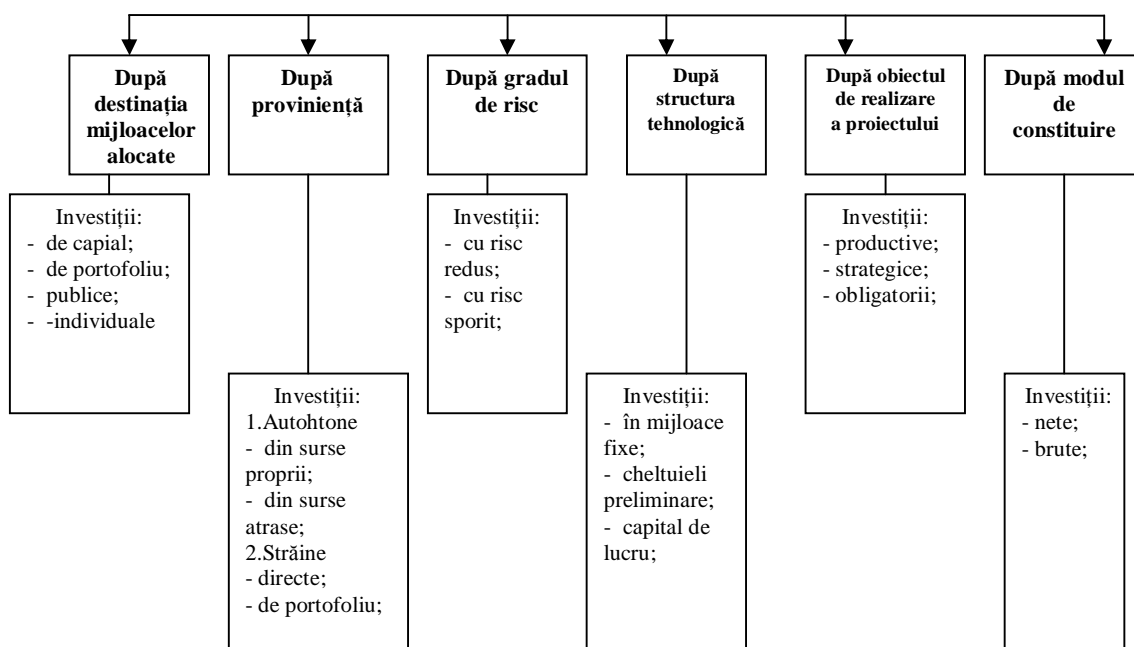 După
destinația
mijloacelor
alocate
După
proviniență
După gradul
de risc
După
structura
tehnologică
După obiectul
de realizare
a proiectului
După modul
de
constituire
Investiții:
- de capial;
- de portofoliu;
- publice;
- -individuale
Investiții:
1.Autohtone
- din surse
proprii;
- din surse
atrase;
2.Străine
- directe;
- de portofoliu;
Investiții:
- cu risc
redus;
- cu risc
sporit;
Investiții:
- în mijloace
fixe;
- cheltuieli
preliminare;
- capital de
lucru;
Investiții:
- productive;
- strategice;
- obligatorii;
Investiții:
- nete;
- brute;